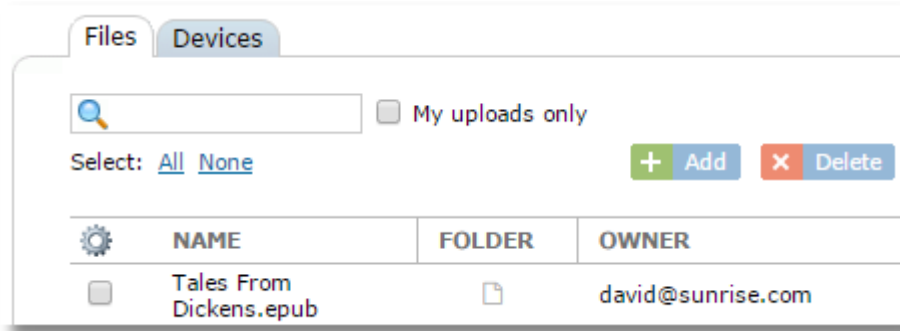 Files Devices
My uploads only
Select: All None Add Delete
NAME FOLDER OWNER
Tales From
Dickens.epub david@sunrise.com